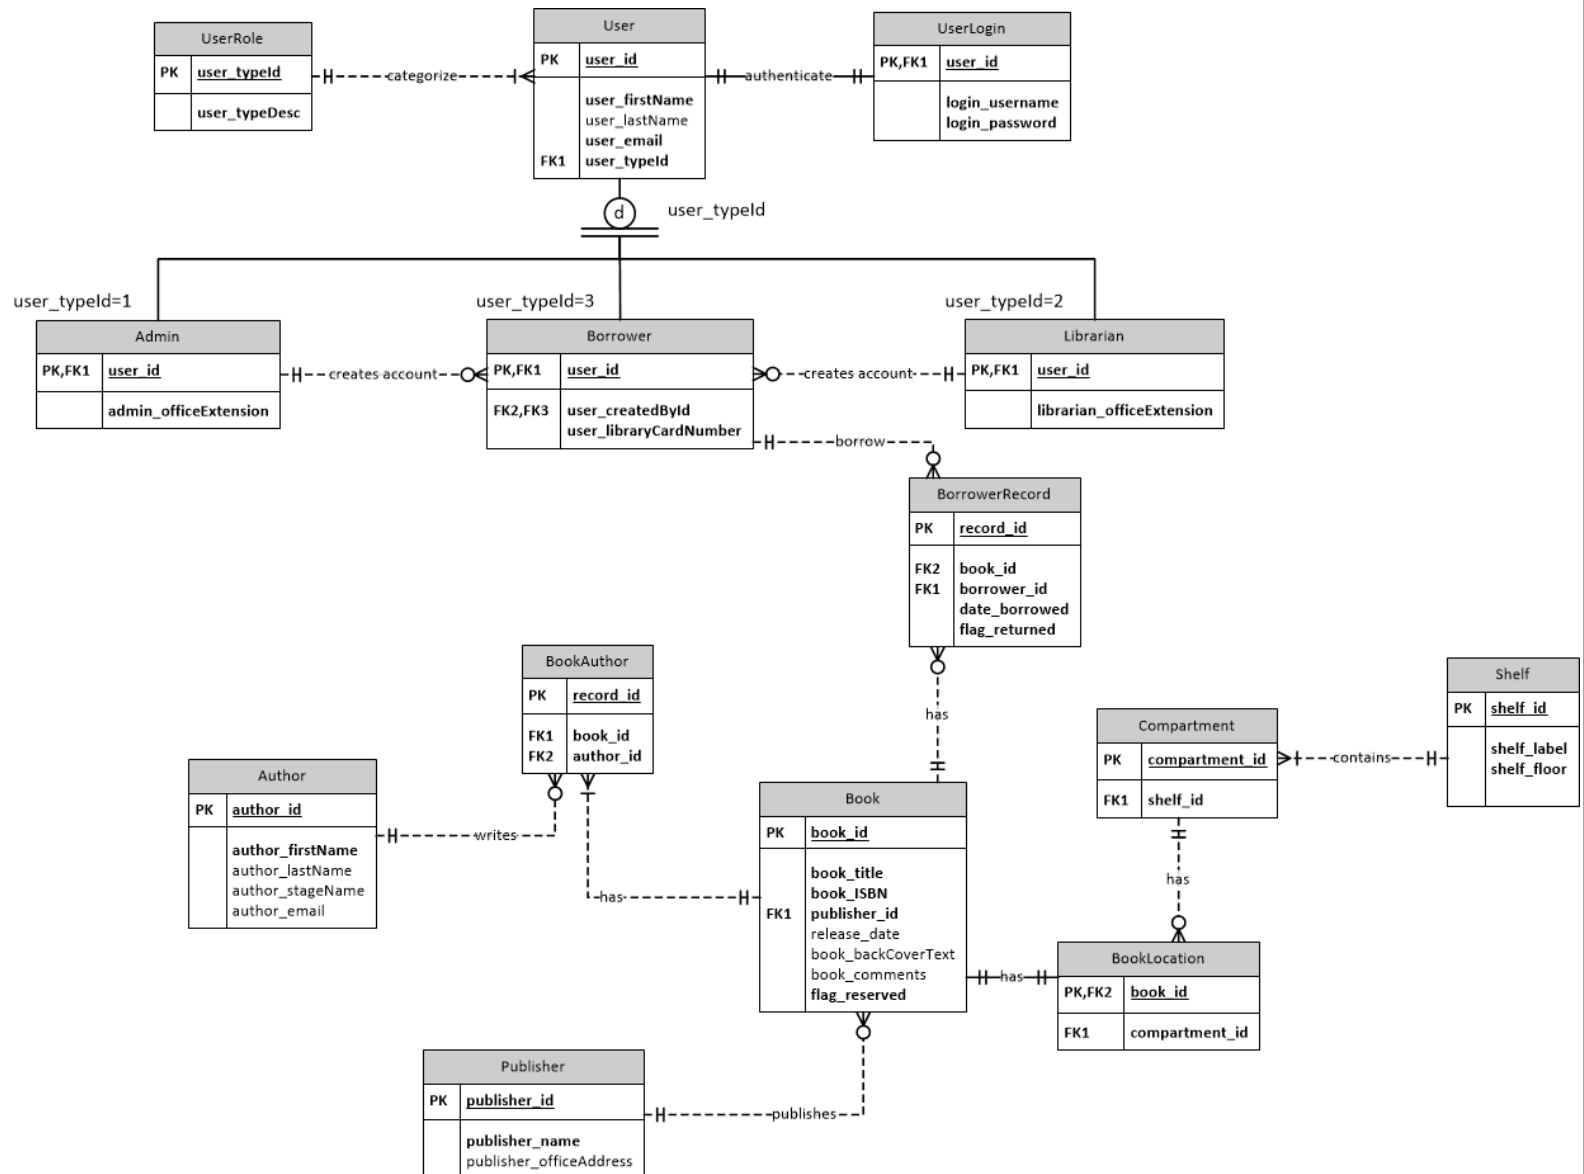 UserRole
PK user_typeId
user_typeDesc
categorize
User
PK user_id
user_firstName
user_lastName
user_email
FK1 user_typeId
authenticate
UserLogin
PK,FK1 user_id
login_username
login_password
d user_typeId
user_typeId=1
user_typeId=3
user_typeId=2
Admin
PK,FK1 user_id
admin_officeExtension
creates account
Borrower
PK,FK1 user_id
FK2,FK3 user_createdById
user_libraryCardNumber
creates account
Librarian
PK,FK1 user_id
librarian_officeExtension
borrow
BorrowerRecord
PK record_id
FK2 book_id
FK1 borrower_id
date_borrowed
flag_returned
has
BookAuthor
PK record_id
FK1 book_id
FK2 author_id
Author
PK author_id
author_firstName
author_lastName
author_stageName
author_email
writes
has
Book
PK book_id
book_title
book_ISBN
FK1 publisher_id
release_date
book_backCoverText
book_comments
flag_reserved
Compartment
PK compartment_id
FK1 shelf_id
contains
Shelf
PK shelf_id
shelf_label
shelf_floor
has
has
BookLocation
PK,FK2 book_id
FK1 compartment_id
Publisher
PK publisher_id
publisher_name
publisher_officeAddress
publishes